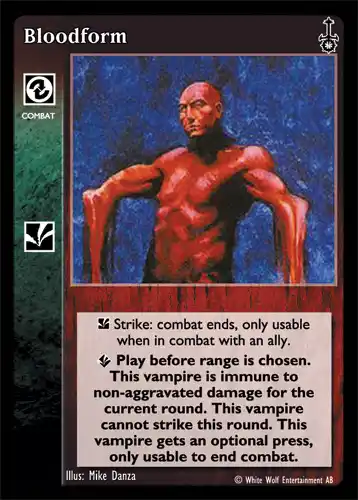 Bloodform
COMBAT
Strike: combat ends, only usable
when in combat with an ally.
Play before range is chosen.
This vampire is immune to
non-aggravated damage for the
current round. This vampire
cannot strike this round. This
vampire gets an optional press,
only usable to end combat.
Illus: Mike Danza
© White Wolf Entertainment AB